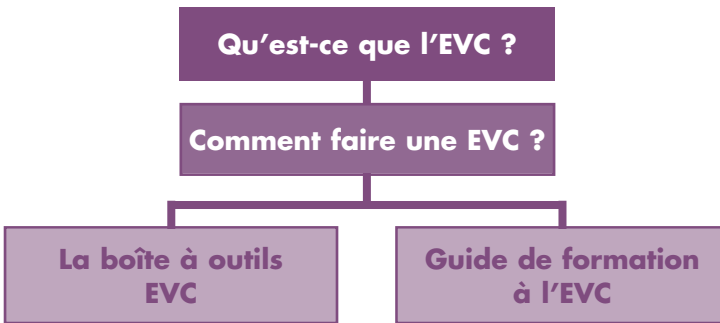 Qu’est-ce que l’EVC ?
Comment faire une EVC ?
La boîte à outils
EVC
Guide de formation
à l’EVC